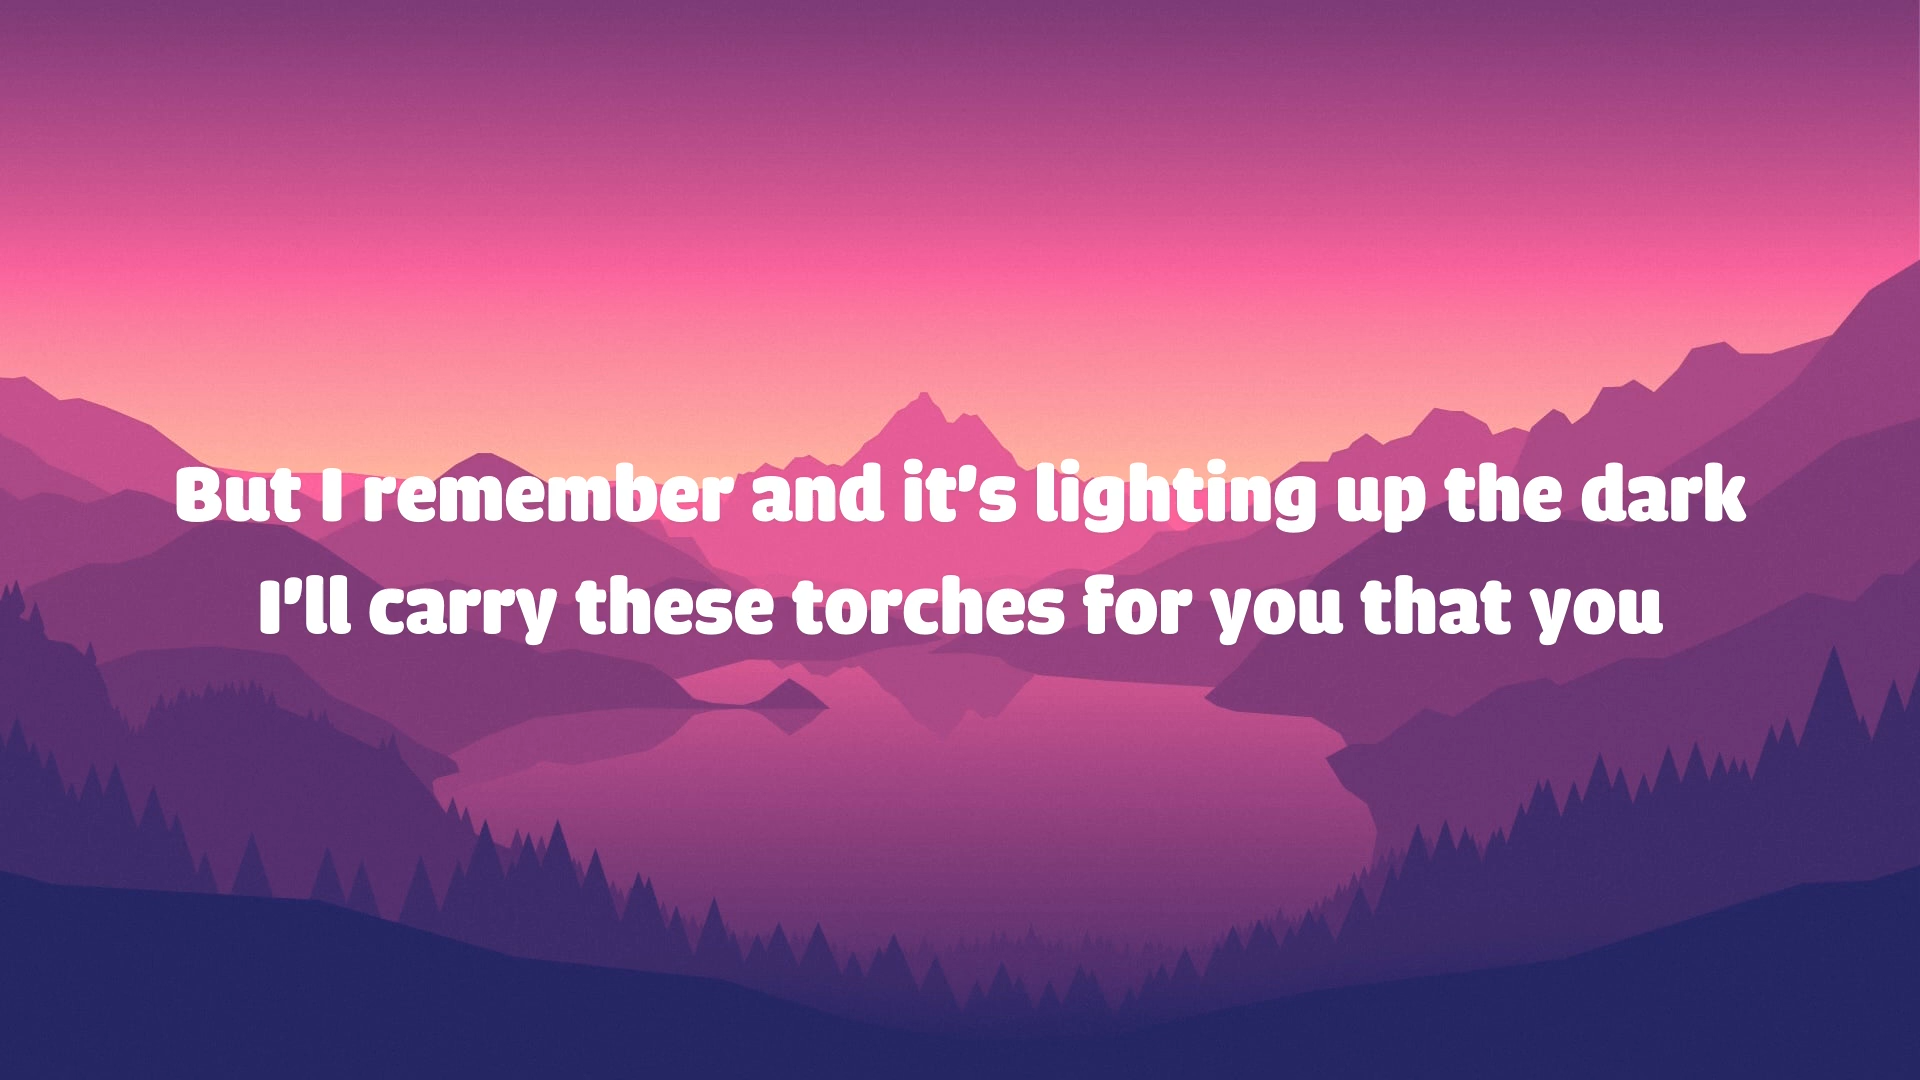 But I remember and it's lighting up the dark
I'll carry these torches for you that you